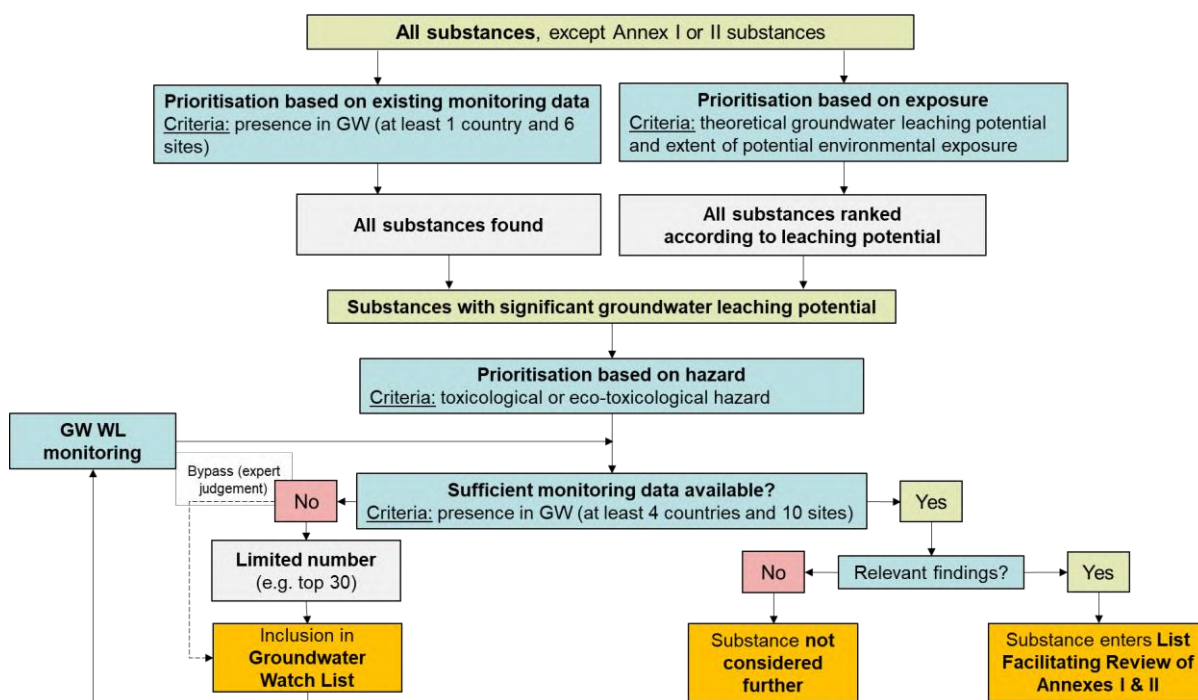 All substances, except Annex I or II substances
Prioritisation based on existing monitoring data
Criteria: presence in GW (at least 1 country and 6
sites)
Prioritisation based on exposure
Criteria: theoretical groundwater leaching potential
and extent of potential environmental exposure
All substances found
All substances ranked
according to leaching potential
Substances with significant groundwater leaching potential
Prioritisation based on hazard
Criteria: toxicological or eco-toxicological hazard
GW WL
monitoring
Bypass (expert
judgement)
No
Sufficient monitoring data available?
Criteria: presence in GW (at least 4 countries and 10 sites)
Yes
Limited number
(e.g. top 30)
No
Relevant findings?
Yes
Inclusion in
Groundwater
Watch List
Substance not
considered
further
Substance enters List
Facilitating Review of
Annexes I & II